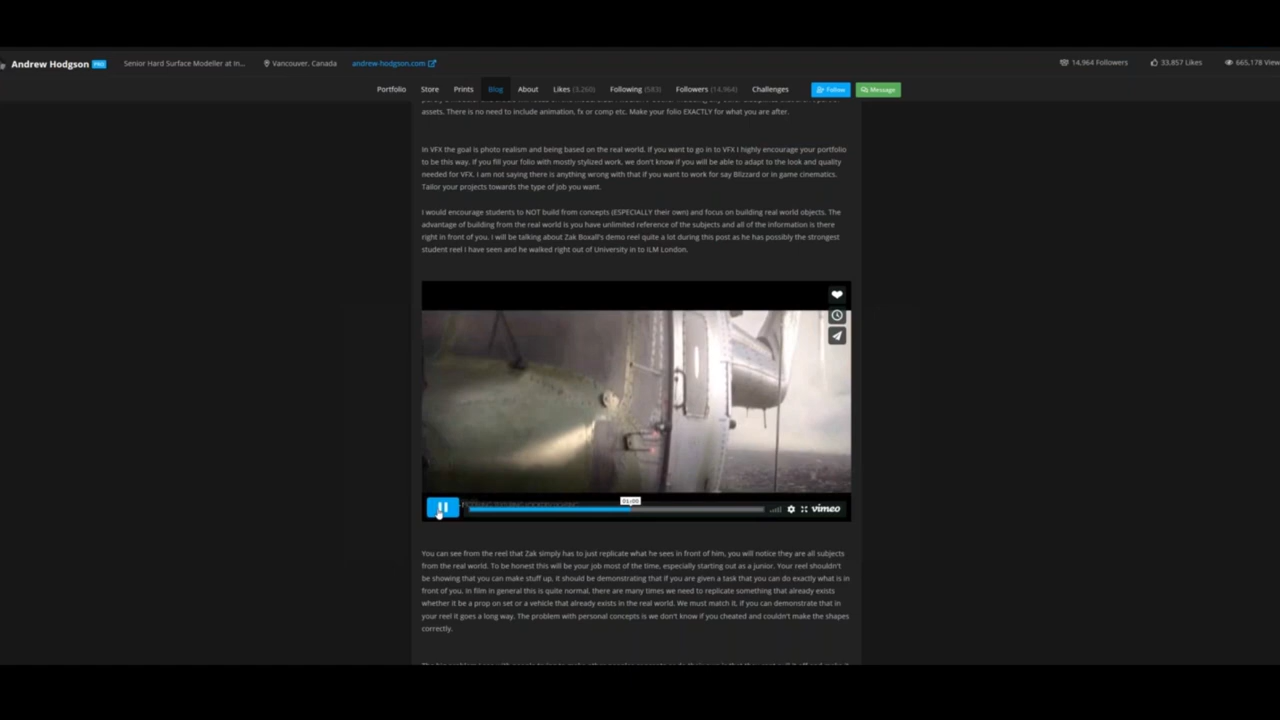 Andrew Hodgson PRO Senior Hard Surface Modeller at In... Vancouver, Canada andrew-hodgson.com 14,964 Followers 33,857 Likes 665,178 View
Portfolio Store Prints Blog About Likes (3,260) Following (583) Followers (14,964) Challenges Follow Message
assets. There is no need to include animation, fx or comp etc. Make your folio EXACTLY for what you are after.
In VFX the goal is photo realism and being based on the real world. If you want to go in to VFX I highly encourage your portfolio
to be this way. If you fill your folio with mostly stylized work, we don't know if you will be able to adapt to the look and quality
needed for VFX. I am not saying there is anything wrong with that if you want to work for say Blizzard or in game cinematics.
Tailor your projects towards the type of job you want.
I would encourage students to NOT build from concepts (ESPECIALLY their own) and focus on building real world objects. The
advantage of building from the real world is you have unlimited reference of the subjects and all of the information is there
right in front of you. I will be talking about Zak Boxall's demo reel quite a lot during this post as he has possibly the strongest
student reel I have seen and he walked right out of University in to ILM London.
01:00
vimeo
You can see from the reel that Zak simply has to just replicate what he sees in front of him, you will notice they are all subjects
from the real world. To be honest this will be your job most of the time, especially starting out as a junior. Your reel shouldn't
be showing that you can make stuff up, it should be demonstrating that if you are given a task that you can do exactly what is in
front of you. In film in general this is quite normal, there are many times we need to replicate something that already exists
whether it be a prop on set or a vehicle that already exists in the real world. We must match it, if you can demonstrate that in
your reel it goes a long way. The problem with personal concepts is we don't know if you cheated and couldn't make the shapes
correctly.